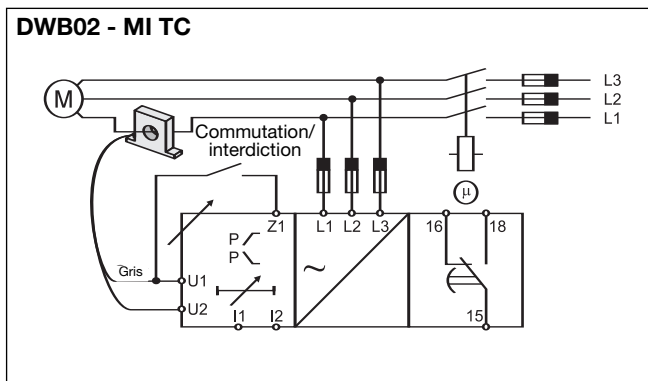 DWB02 - MI TC
L3
M
L2
L1
Commutation/
interdiction
µ
Z1
L1
L2
L3
16
18
P
P
Gris
U1
~
U2
I1
I2
15